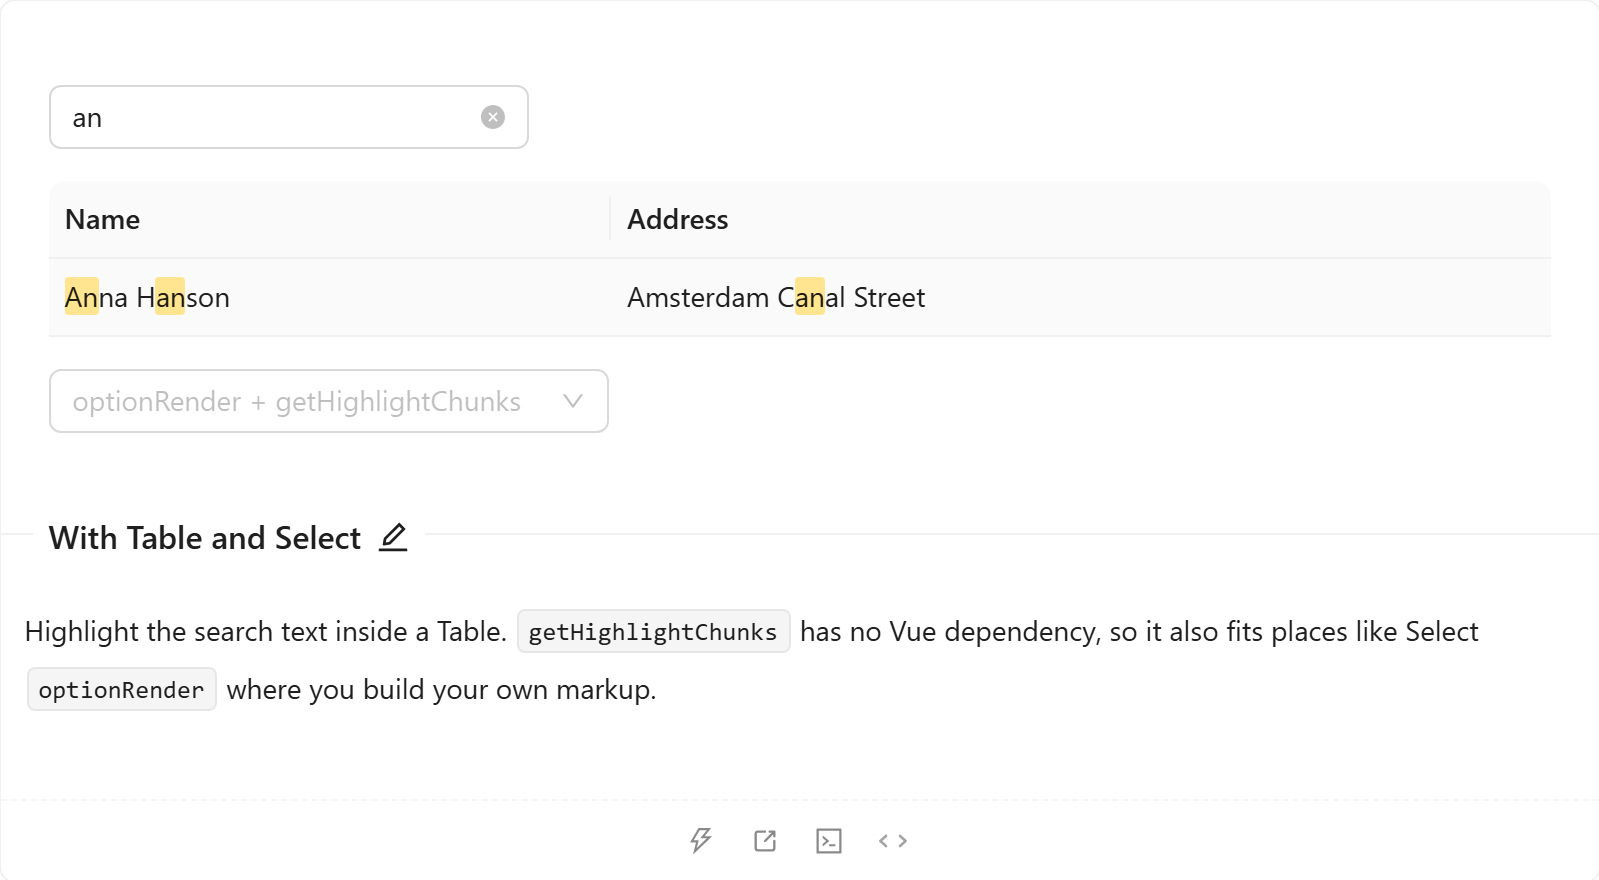 an
Name Address
Anna Hanson Amsterdam Canal Street
optionRender + getHighlightChunks
With Table and Select
Highlight the search text inside a Table. getHighlightChunks has no Vue dependency, so it also fits places like Select
optionRender where you build your own markup.